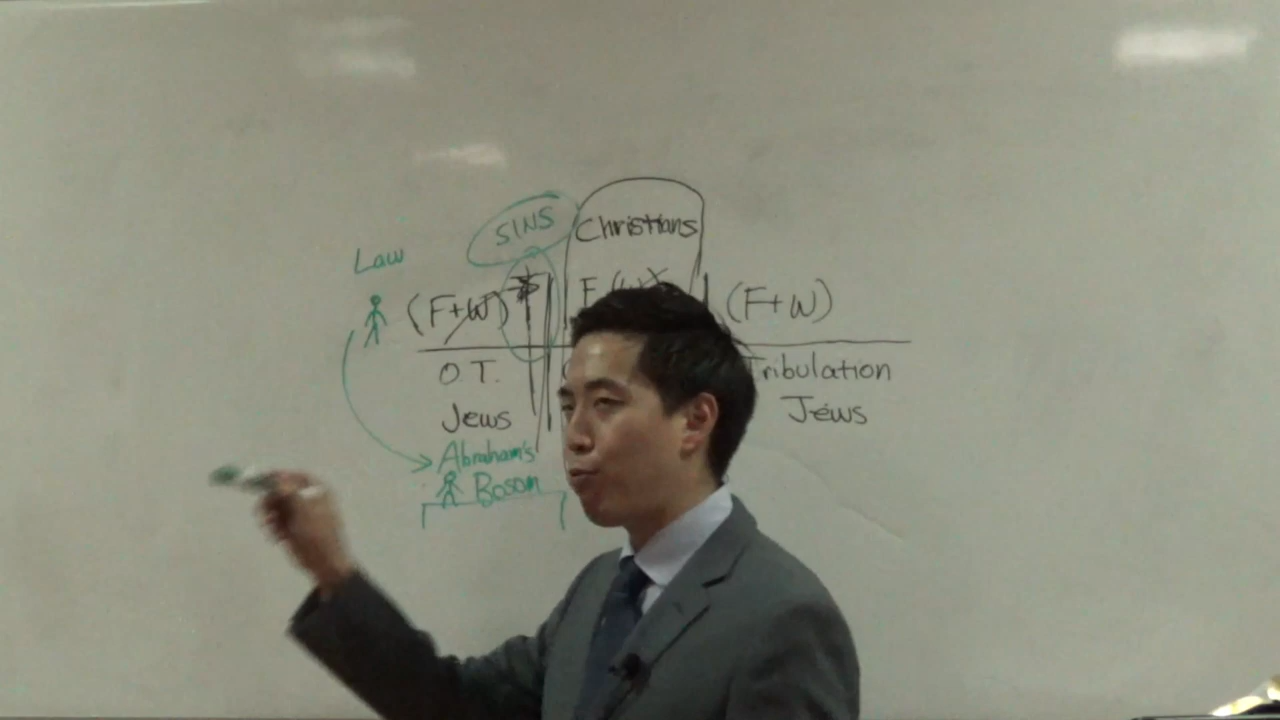 SINS
Christians
Law
(F+W)
F (W)
(F+W)
O.T.
Tribulation
Jews
Jews
Abraham's
Bosom